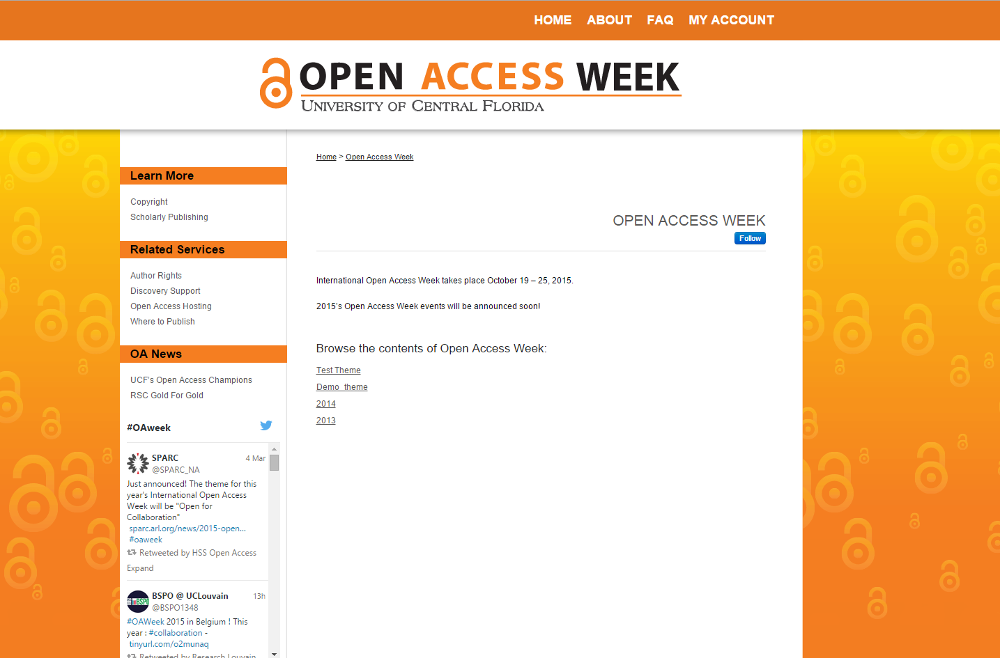 HOME ABOUT FAQ MY ACCOUNT
OPEN ACCESS WEEK
UNIVERSITY OF CENTRAL FLORIDA
Learn More
Copyright
Scholarly Publishing
Related Services
Author Rights
Discovery Support
Open Access Hosting
Where to Publish
OA News
UCF's Open Access Champions
RSC Gold For Gold
#OAweek
SPARC 4 Mar
@SPARC_NA
Just announced! The theme for this
year's International Open Access
Week will be "Open for
Collaboration"
sparc.arl.org/news/2015-open...
#oaweek
Retweeted by HSS Open Access
Expand
BSPO @ UCLouvain 13h
@BSPO1348
#OAWeek 2015 in Belgium ! This
year : #collaboration -
tinyurl.com/o2munaq
Retweeted by Research Louvain
Home > Open Access Week
OPEN ACCESS WEEK
Follow
International Open Access Week takes place October 19 – 25, 2015.
2015's Open Access Week events will be announced soon!
Browse the contents of Open Access Week:
Test Theme
Demo_theme
2014
2013